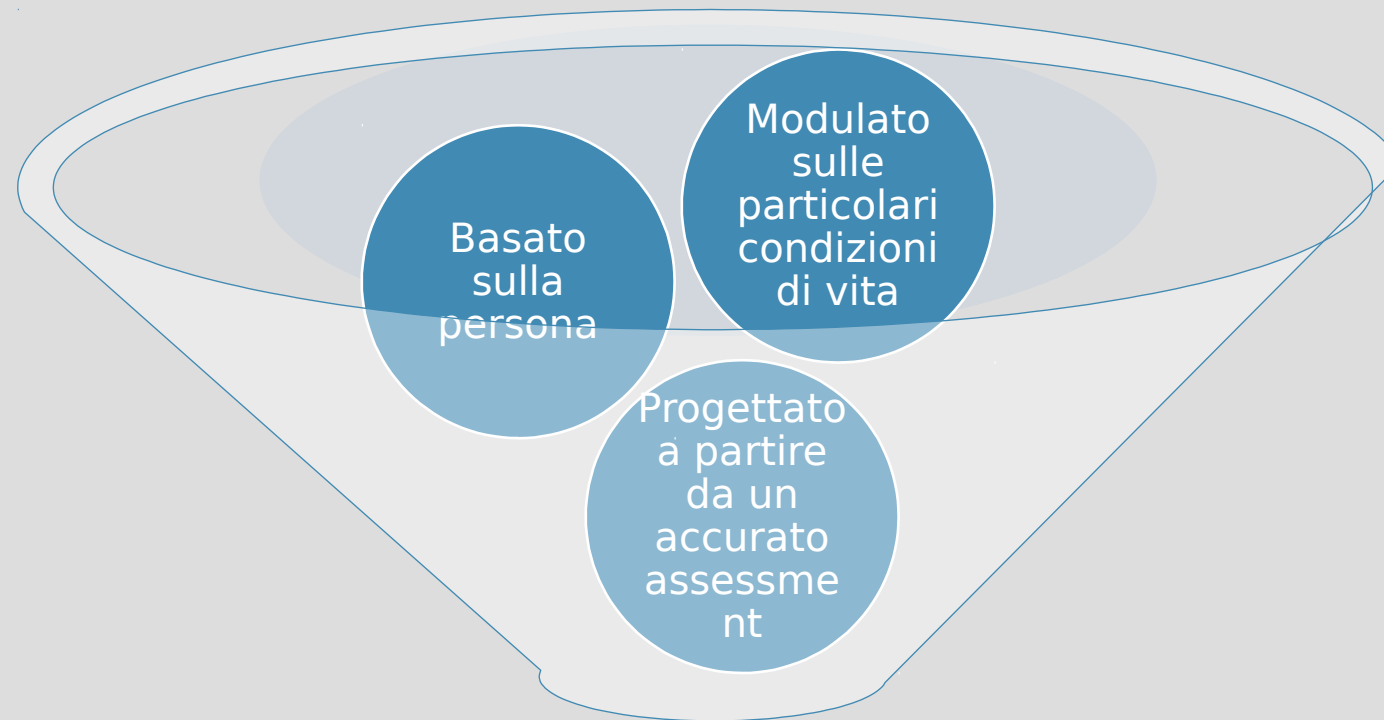 Modulato
sulle
particolari
condizioni
di vita
Basato
sulla
persona
Progettato
a partire
da un
accurato
assessme
nt